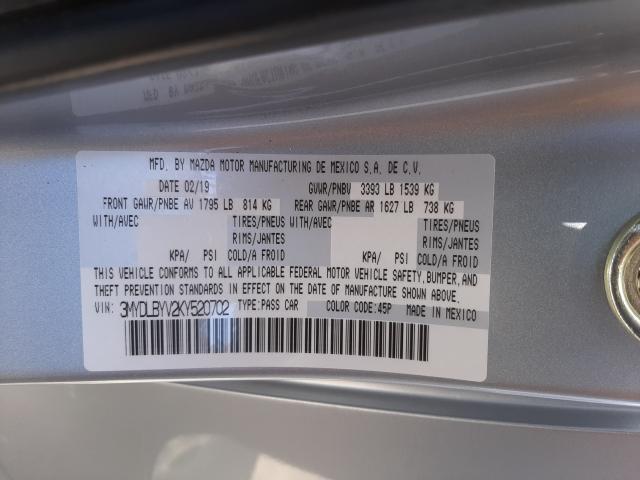 MFD. BY MAZDA MOTOR MANUFACTURING DE MEXICO S.A. DE C.V.
DATE 02/19 GVWR/PNBV 3393 LB 1539 KG
FRONT GAWR/PNBE AV 1795 LB 814 KG REAR GAWR/PNBE AR 1627 LB 738 KG
WITH/AVEC TIRES/PNEUS WITH/AVEC TIRES/PNEUS
RIMS/JANTES RIMS/JANTES
KPA/ PSI COLD/A FROID KPA/ PSI COLD/A FROID
THIS VEHICLE CONFORMS TO ALL APPLICABLE FEDERAL MOTOR VEHICLE SAFETY, BUMPER, AND
THEFT PREVENTION STANDARDS IN EFFECT ON THE DATE OF MANUFACTURE SHOWN ABOVE.
VIN: 3MYDLBYV2KY520702 TYPE:PASS CAR COLOR CODE:45P MADE IN MEXICO